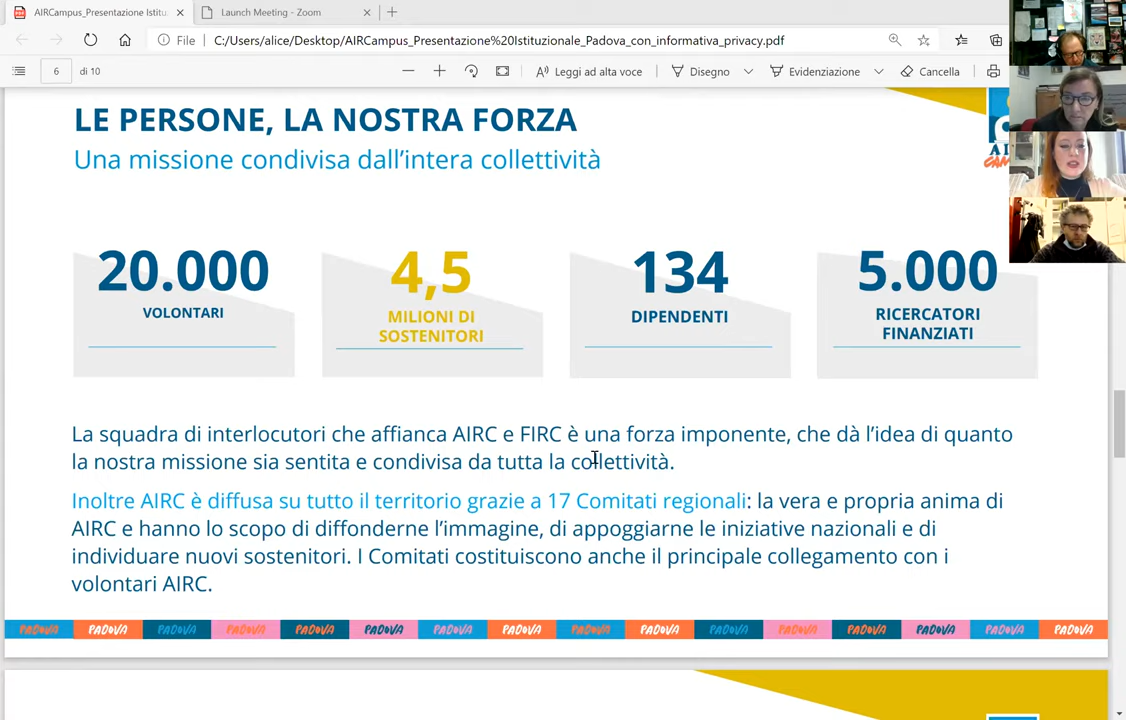 AIRCampus_Presentazione Istitu
Launch Meeting - Zoom
File
C:/Users/alice/Desktop/AIRCampus_Presentazione%20Istituzionale_Padova_con_informativa_privacy.pdf
6 di 10
Leggi ad alta voce
Disegno
Evidenziazione
Cancella
LE PERSONE, LA NOSTRA FORZA
Una missione condivisa dall'intera collettività
20.000
VOLONTARI
4,5
MILIONI DI
SOSTENITORI
134
DIPENDENTI
5.000
RICERCATORI
FINANZIATI
La squadra di interlocutori che affianca AIRC e FIRC è una forza imponente, che dà l'idea di quanto
la nostra missione sia sentita e condivisa da tutta la collettività.
Inoltre AIRC è diffusa su tutto il territorio grazie a 17 Comitati regionali: la vera e propria anima di
AIRC e hanno lo scopo di diffonderne l'immagine, di appoggiarne le iniziative nazionali e di
individuare nuovi sostenitori. I Comitati costituiscono anche il principale collegamento con i
volontari AIRC.
PADOVA PADOVA PADOVA PADOVA PADOVA PADOVA PADOVA PADOVA PADOVA PADOVA PADOVA PADOVA PADOVA PADOVA PADOVA PADOVA